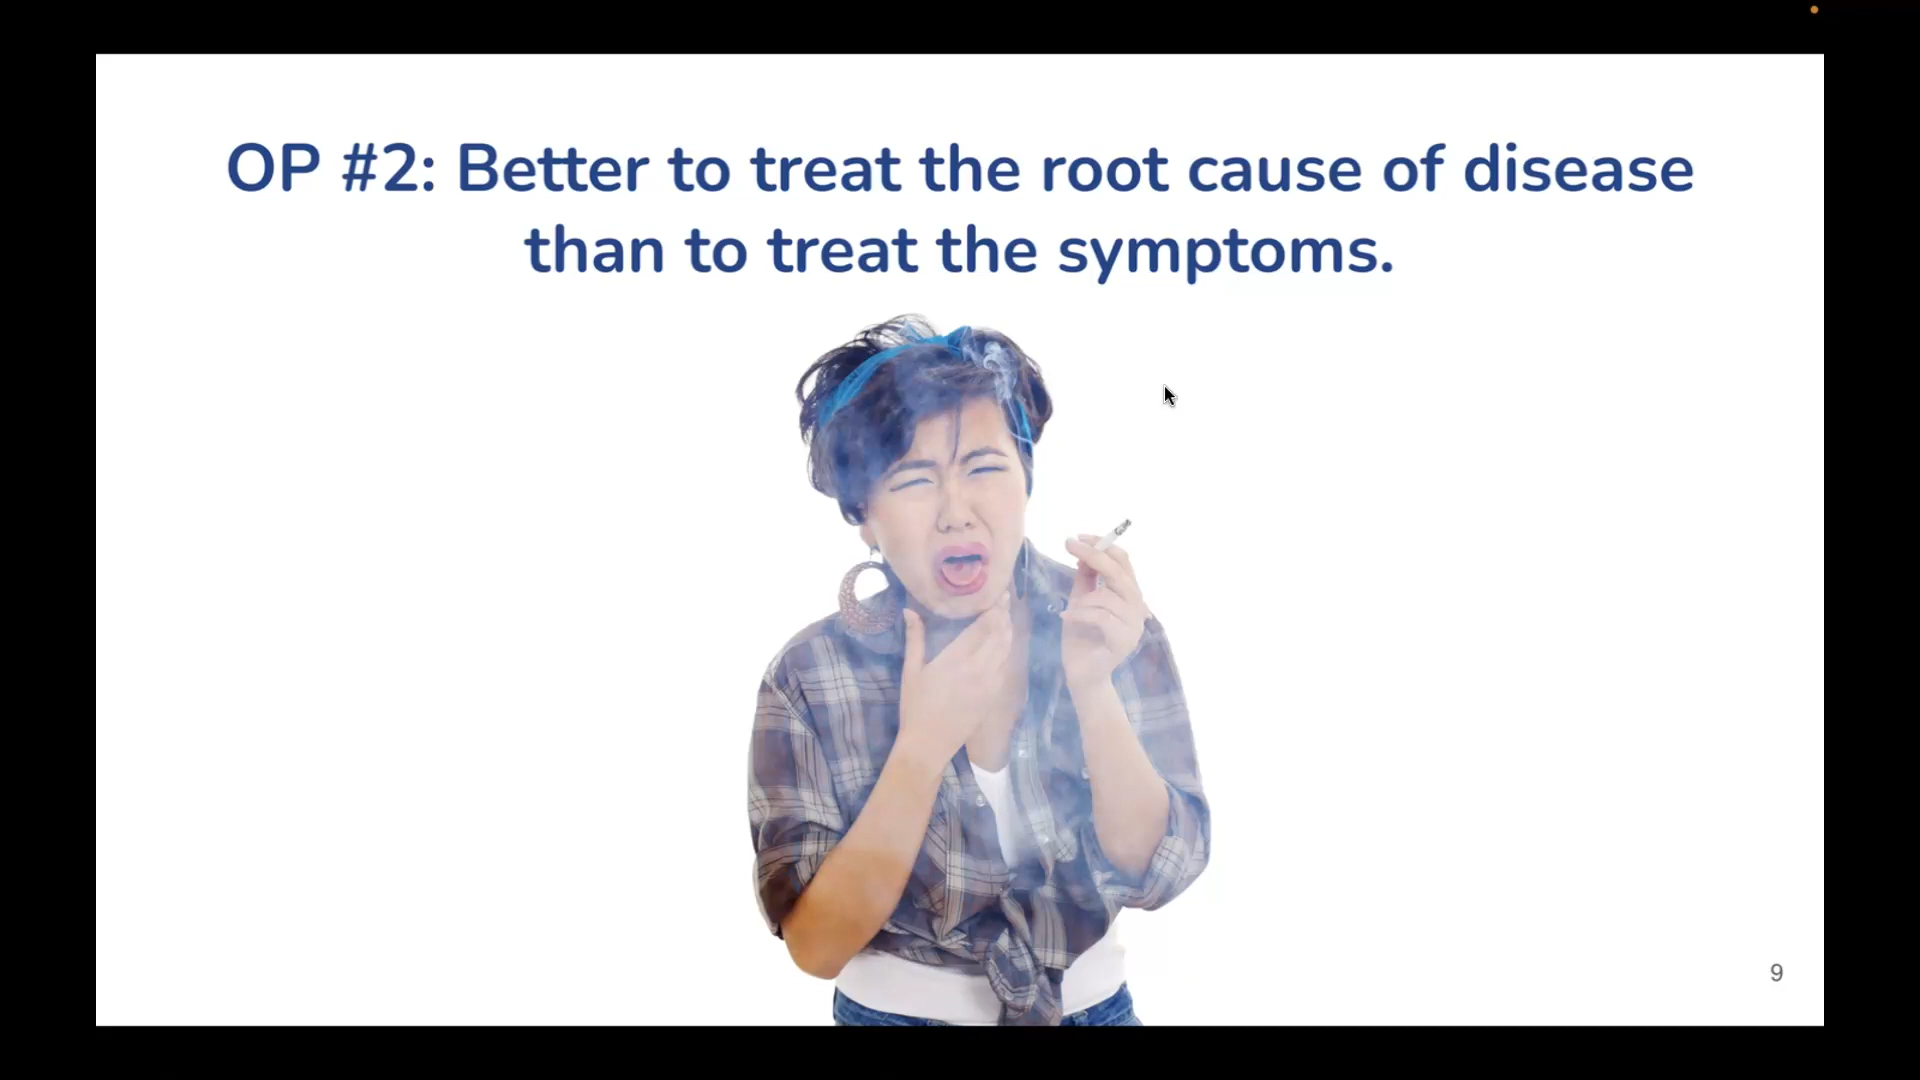 OP #2: Better to treat the root cause of disease
than to treat the symptoms.
9